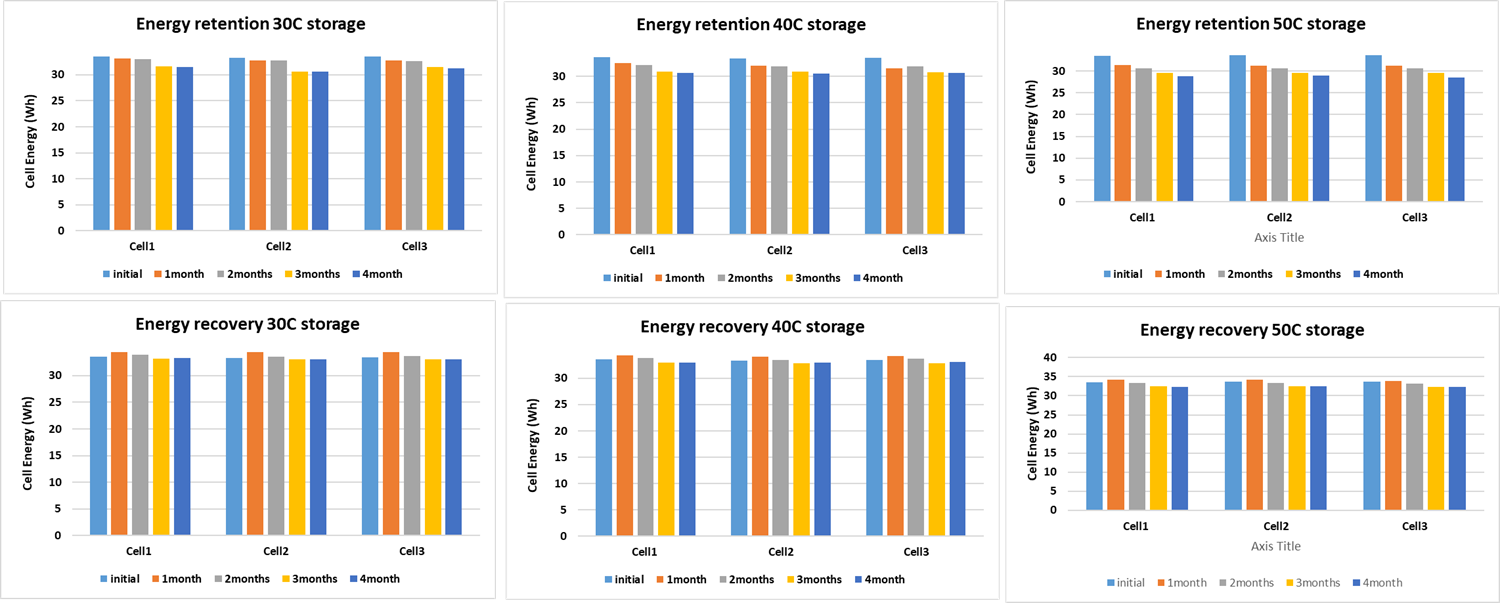 Energy retention 30C storage
Cell Energy (Wh)
30
25
20
15
10
5
0
Cell1 Cell2 Cell3
initial 1month 2months 3months 4month
Energy retention 40C storage
Cell Energy (Wh)
30
25
20
15
10
5
0
Cell1 Cell2 Cell3
initial 1month 2months 3months 4month
Energy retention 50C storage
Cell Energy (Wh)
30
25
20
15
10
5
0
Cell1 Cell2 Cell3
Axis Title
initial 1month 2months 3months 4month
Energy recovery 30C storage
Cell Energy (Wh)
30
25
20
15
10
5
0
Cell1 Cell2 Cell3
initial 1month 2months 3months 4month
Energy recovery 40C storage
Cell Energy (Wh)
30
25
20
15
10
5
0
Cell1 Cell2 Cell3
initial 1month 2months 3months 4month
Energy recovery 50C storage
Cell Energy (Wh)
40
35
30
25
20
15
10
5
0
Cell1 Cell2 Cell3
Axis Title
initial 1month 2months 3months 4month